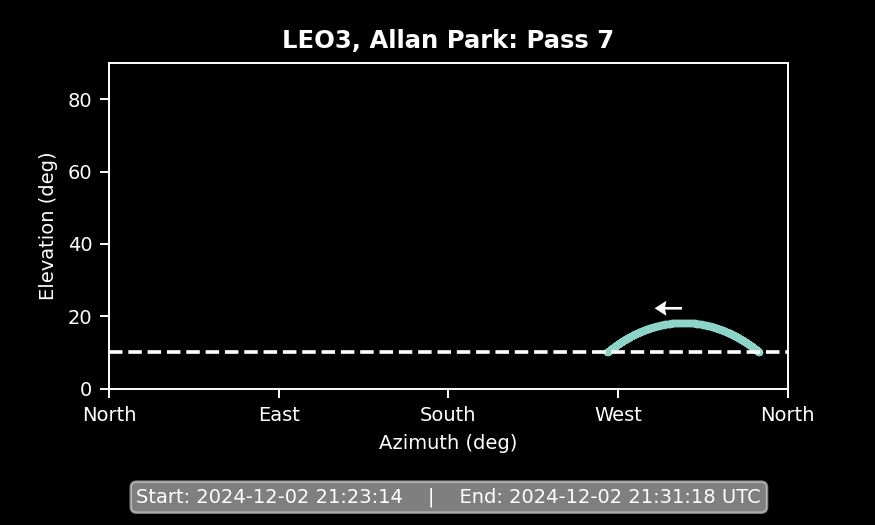 LEO3, Allan Park: Pass 7
80
60
40
20
0
Elevation (deg)
North East South West North
Azimuth (deg)
Start: 2024-12-02 21:23:14 | End: 2024-12-02 21:31:18 UTC